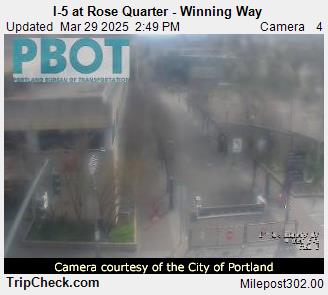 I-5 at Rose Quarter - Winning Way
Updated Mar 29 2025 2:49 PM Camera 4
PBOT
PORTLAND BUREAU OF TRANSPORTATION
Camera courtesy of the City of Portland
TripCheck.com Milepost302.00